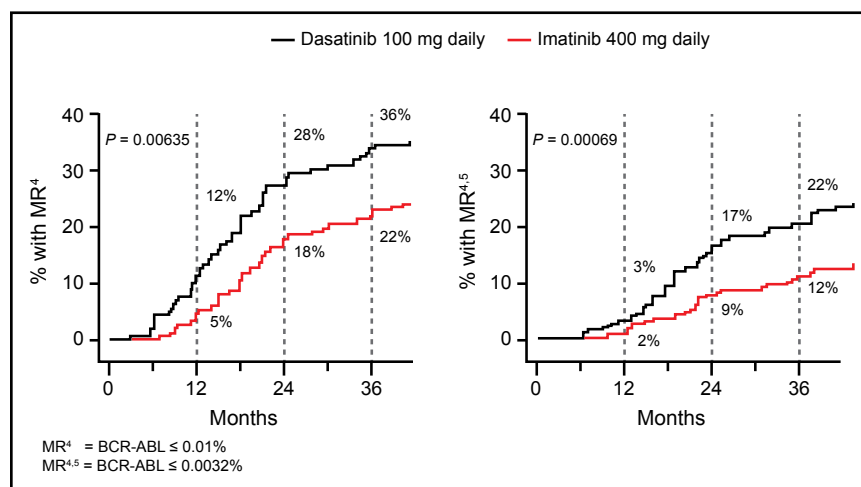 Dasatinib 100 mg daily Imatinib 400 mg daily
% with MR⁴
40
30
20
10
0
P = 0.00635
12%
28%
36%
5%
18%
22%
0 12 24 36
Months
% with MR⁴,⁵
40
30
20
10
0
P = 0.00069
3%
17%
22%
2%
9%
12%
0 12 24 36
Months
MR⁴ = BCR-ABL ≤ 0.01%
MR⁴·⁵ = BCR-ABL ≤ 0.0032%